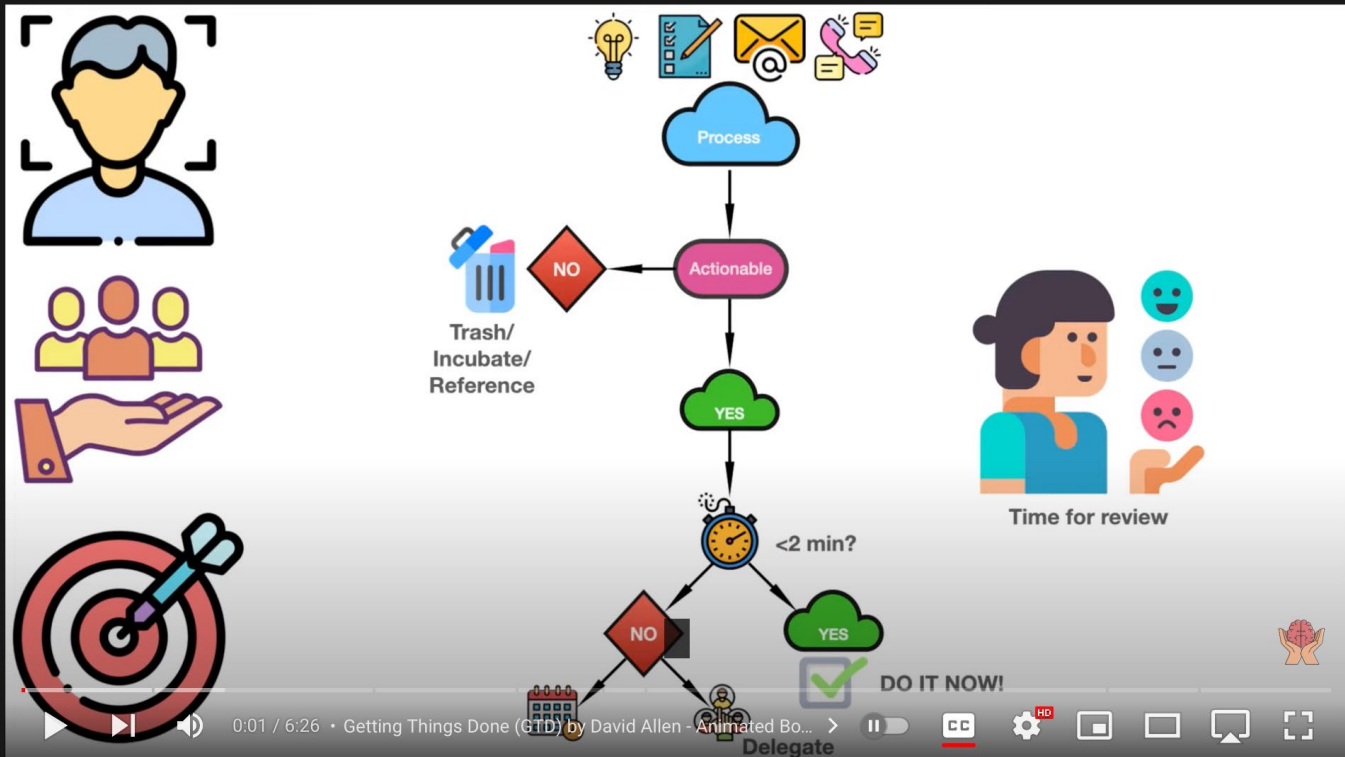 Process
NO
Actionable
Trash/
Incubate/
Reference
YES
Time for review
<2 min?
NO
YES
DO IT NOW!
0:01 / 6:26 • Getting Things Done (GTD) by David Allen - Animated Bo...
CC
HD
Delegate